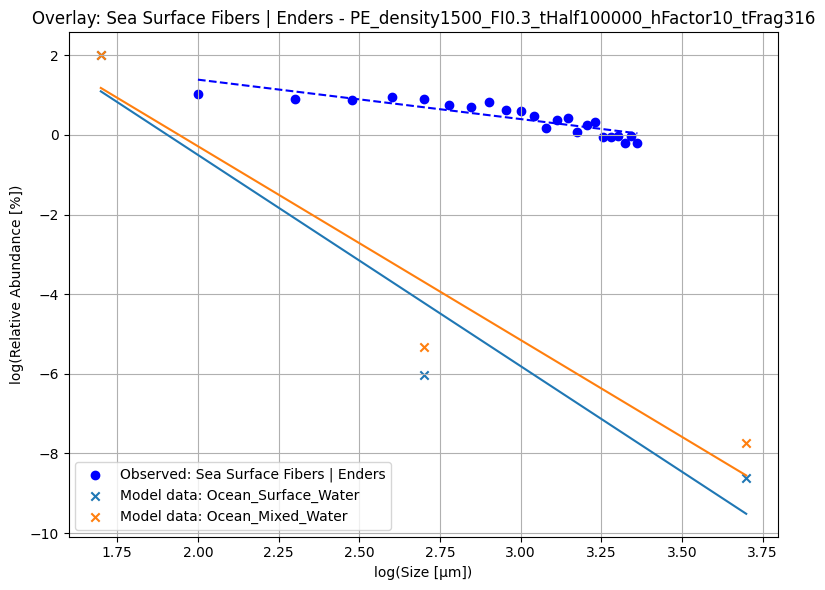 Overlay: Sea Surface Fibers | Enders - PE_density1500_FI0.3_tHalf100000_hFactor10_tFrag316
log(Relative Abundance [%])
2
0
−2
−4
−6
−8
−10
Observed: Sea Surface Fibers | Enders
Model data: Ocean_Surface_Water
Model data: Ocean_Mixed_Water
1.75
2.00
2.25
2.50
2.75
3.00
3.25
3.50
3.75
log(Size [µm])